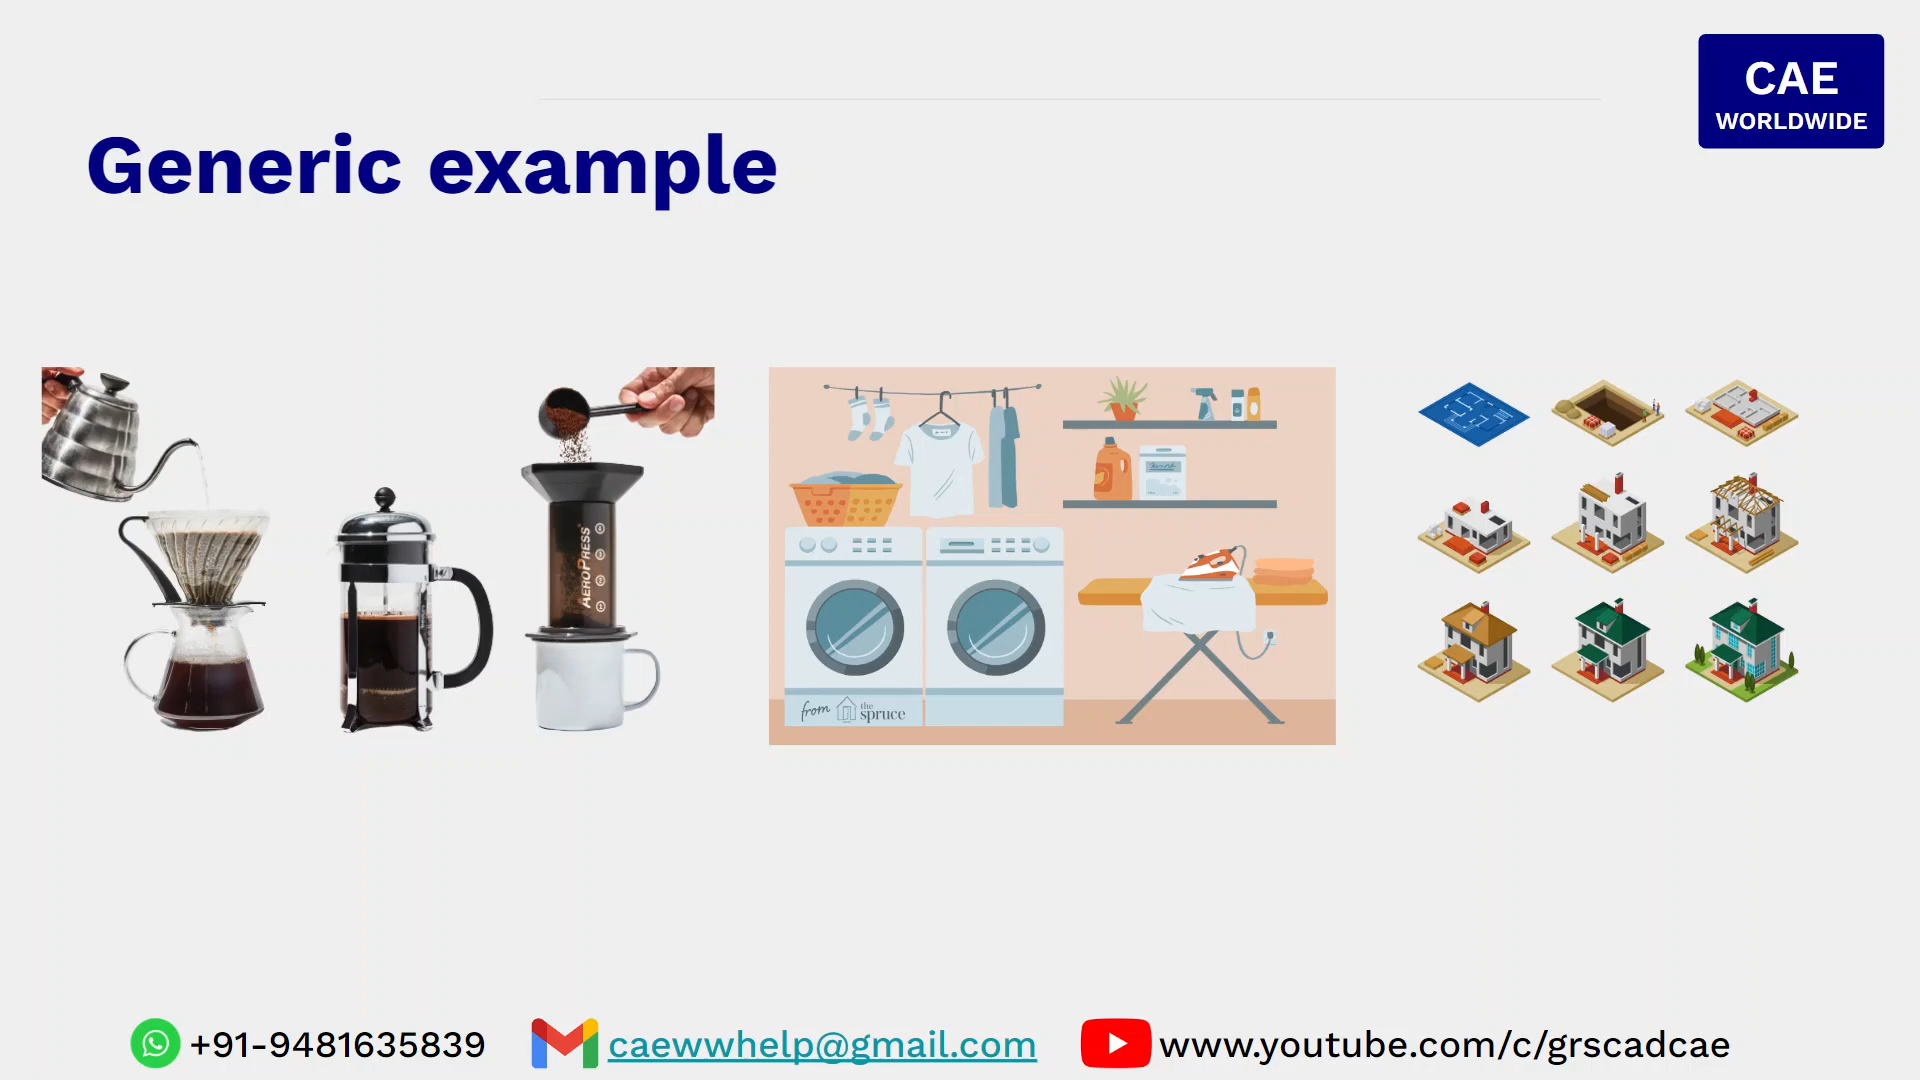 CAE
WORLDWIDE
Generic example
AEROPRESS
from the spruce
+91-9481635839
caewwhelp@gmail.com
www.youtube.com/c/grscadcae